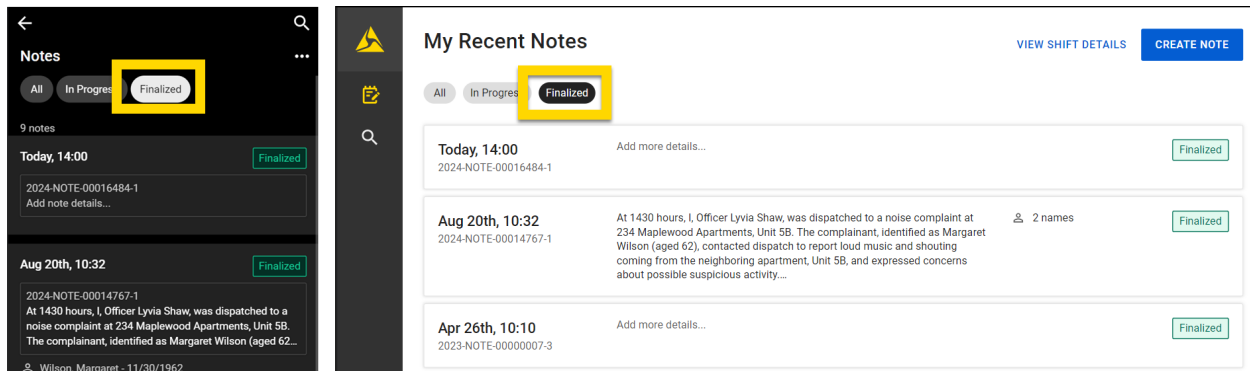 Notes
All
In Progres
Finalized
9 notes
Today, 14:00
Finalized
2024-NOTE-00016484-1
Add note details...
Aug 20th, 10:32
Finalized
2024-NOTE-00014767-1
At 1430 hours, I, Officer Lyvia Shaw, was dispatched to a
noise complaint at 234 Maplewood Apartments, Unit 5B.
The complainant, identified as Margaret Wilson (aged 62...
Wilson, Margaret - 11/30/1962
My Recent Notes
VIEW SHIFT DETAILS
CREATE NOTE
All
In Progres
Finalized
Today, 14:00
Add more details...
Finalized
2024-NOTE-00016484-1
Aug 20th, 10:32
2024-NOTE-00014767-1
At 1430 hours, I, Officer Lyvia Shaw, was dispatched to a noise complaint at
234 Maplewood Apartments, Unit 5B. The complainant, identified as Margaret
Wilson (aged 62), contacted dispatch to report loud music and shouting
coming from the neighboring apartment, Unit 5B, and expressed concerns
about possible suspicious activity....
2 names
Finalized
Apr 26th, 10:10
Add more details...
Finalized
2023-NOTE-00000007-3